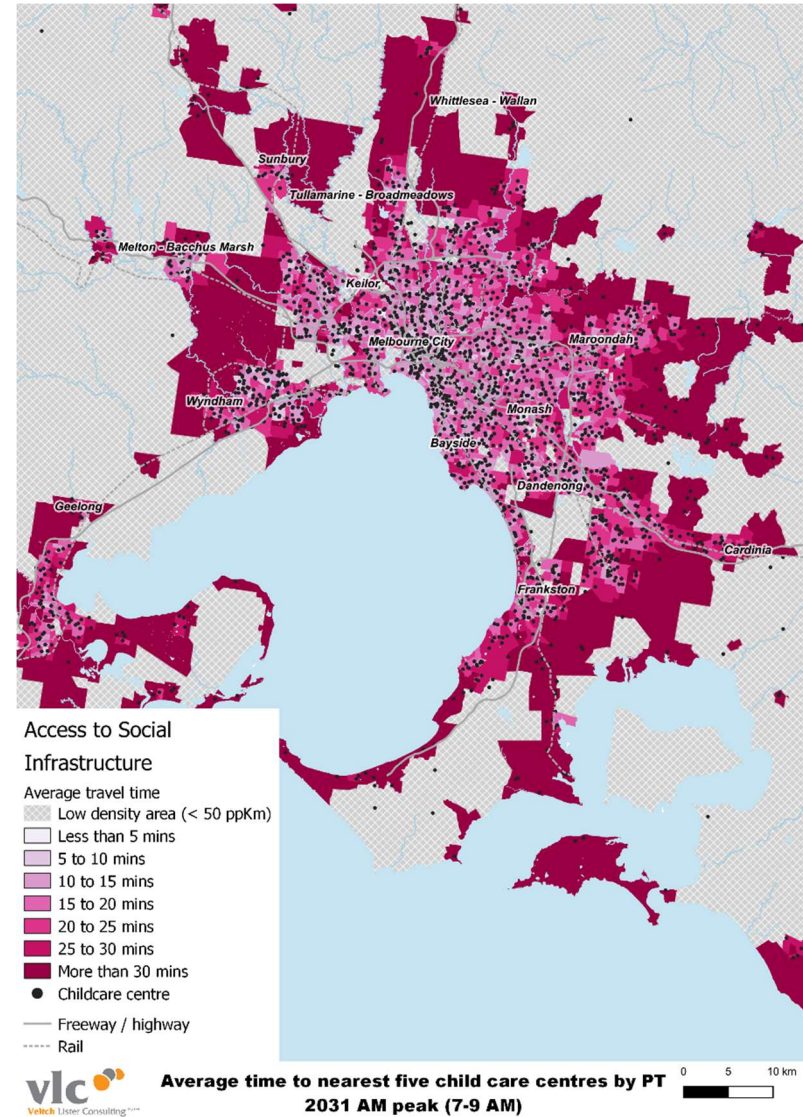 Whittlesea - Wallan
Sunbury
Tullamarine - Broadmeadows
Melton - Bacchus Marsh
Keilor
Melbourne City
Maroondah
Wyndham
Monash
Bayside
Dandenong
Geelong
Cardinia
Frankston
Access to Social
Infrastructure
Average travel time
Low density area (< 50 ppKm)
Less than 5 mins
5 to 10 mins
10 to 15 mins
15 to 20 mins
20 to 25 mins
25 to 30 mins
More than 30 mins
Childcare centre
Freeway / highway
Rail
vlc
Veitch Lister Consulting
Average time to nearest five child care centres by PT
2031 AM peak (7-9 AM)
0 5 10 km